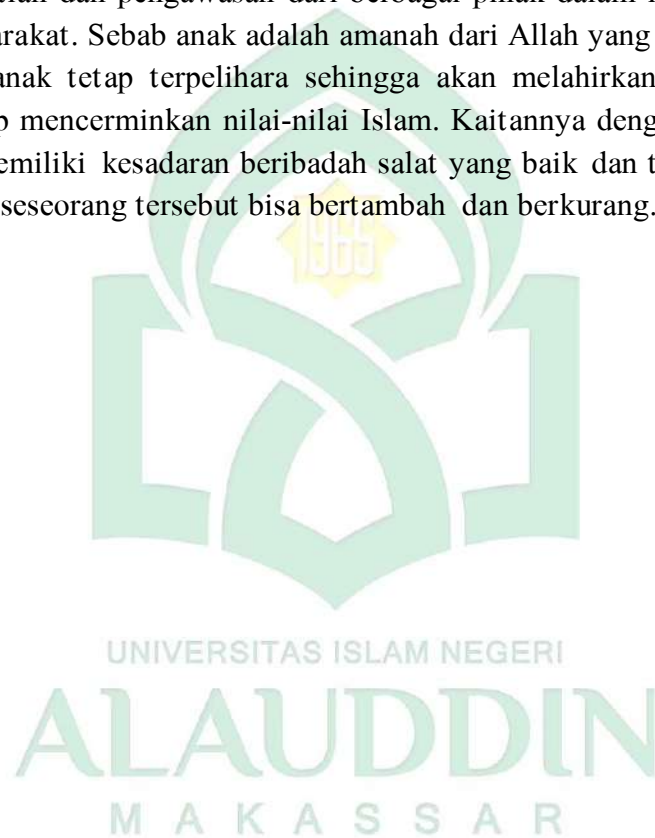 dan pengawasan dari berbagai pihak dalam
arakat. Sebab anak adalah amanah dari Allah yang
anak tetap terpelihara sehingga akan melahirkan
p mencerminkan nilai-nilai Islam. Kaitannya deng
emiliki kesadaran beribadah salat yang baik dan t
seseorang tersebut bisa bertambah dan berkurang.
1965
UNIVERSITAS ISLAM NEGERI
ALAUDDIN
MAKASSAR